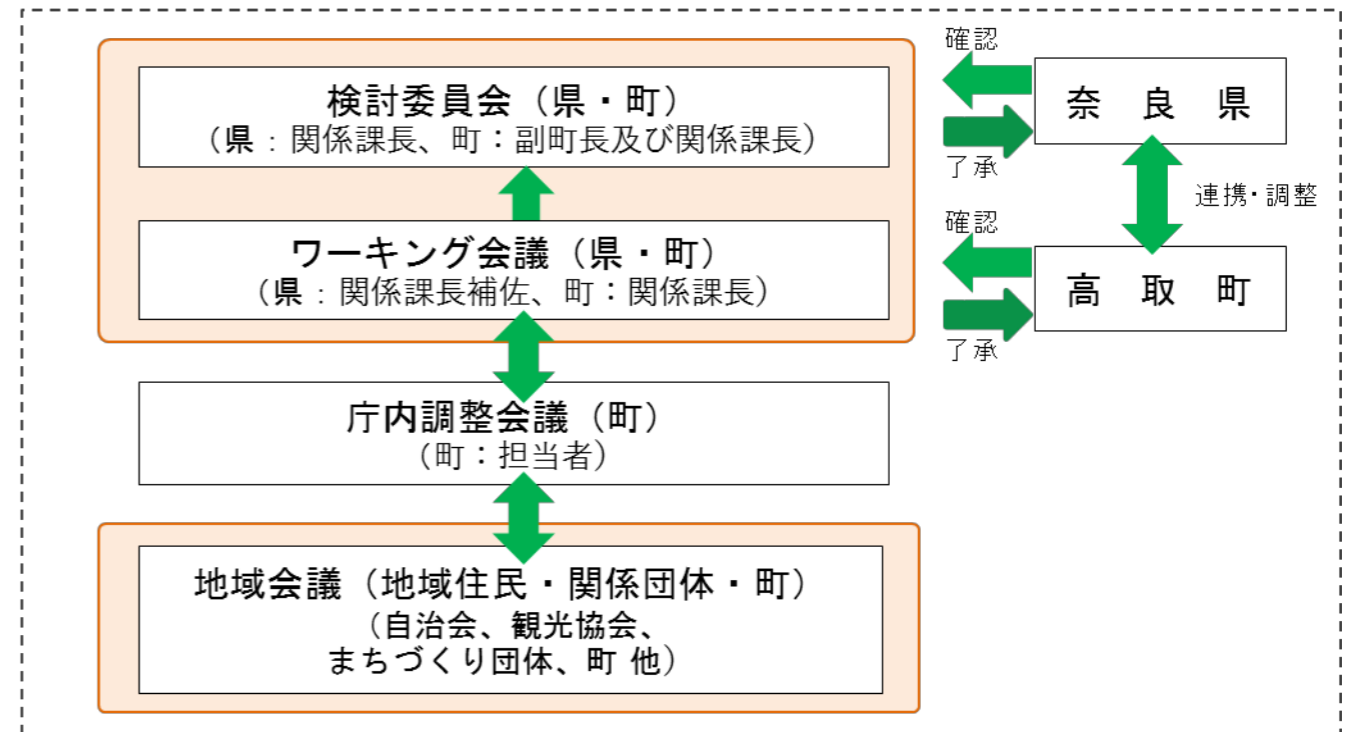 検討委員会（県・町）
（県：関係課長、町：副町長及び関係課長）
ワーキング会議（県・町）
（県：関係課長補佐、町：関係課長）
庁内調整会議（町）
（町：担当者）
地域会議（地域住民・関係団体・町）
（自治会、観光協会、
まちづくり団体、町 他）
確認
奈 良 県
了承
連携・調整
確認
高 取 町
了承